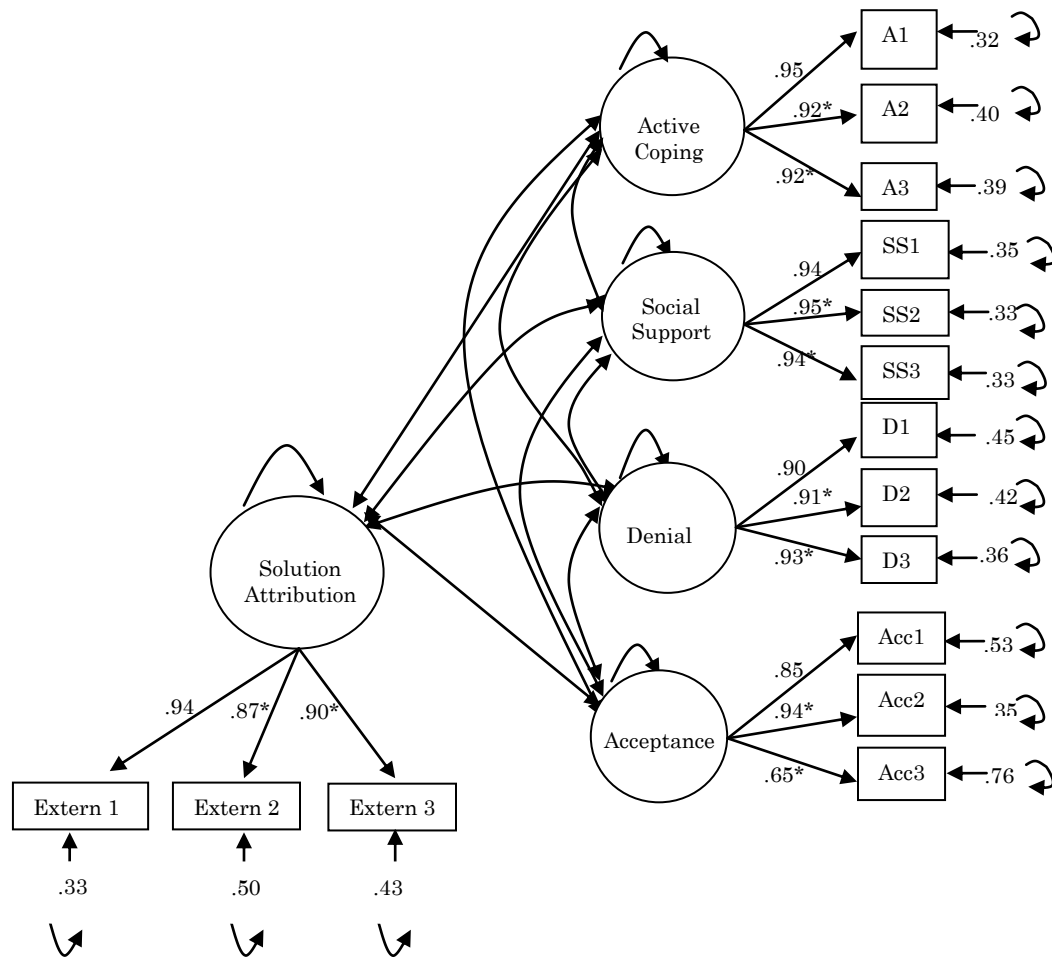 A1
.32
.95
A2
.40
.92*
Active
Coping
A3
.39
.92*
SS1
.35
.94
Social
Support
SS2
.33
.95*
SS3
.33
.94*
D1
.45
.90
D2
.42
.91*
Denial
D3
.36
.93*
Solution
Attribution
Acc1
.53
.85
Acc2
.35
.94*
Acceptance
Acc3
.76
.65*
.94
.87*
.90*
Extern 1
Extern 2
Extern 3
.33
.50
.43